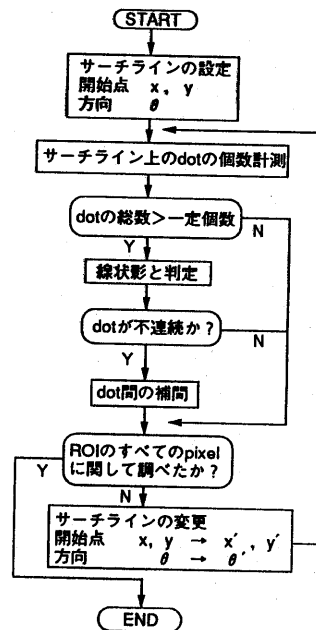 START
サーチラインの設定
開始点 x, y
方向 θ
サーチライン上のdotの個数計測
dotの総数>一定個数
N
Y
線状影と判定
dotが不連続か?
N
Y
dot間の補間
ROIのすべてのpixel
に関して調べたか?
Y
N
サーチラインの変更
開始点 x, y → x′, y′
方向 θ → θ′
END